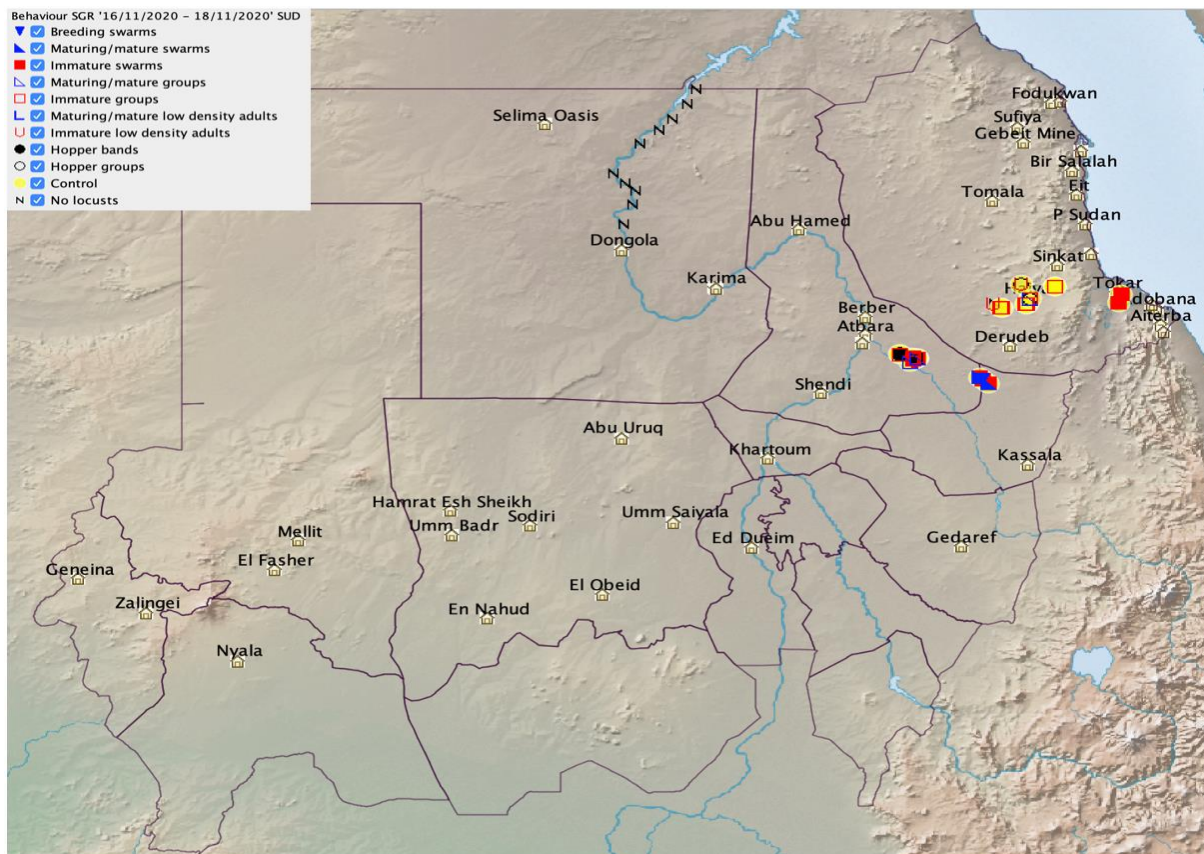 Behaviour SGR '16/11/2020 - 18/11/2020' SUD
Breeding swarms
Maturing/mature swarms
Immature swarms
Maturing/mature groups
Immature groups
Maturing/mature low density adults
Immature low density adults
Hopper bands
Hopper groups
Control
N No locusts
Selima Oasis
Fodukwan
Sufiya
Gebeit Mine
Bir Salalah
Eit
Tomala
P Sudan
Abu Hamed
Dongola
Sinkat
Karima
Tokar
Aiterba
Berber
Atbara
Derudeb
Shendi
Abu Uruq
Khartoum
Kassala
Hamrat Esh Sheikh
Sodiri
Umm Saiyala
Umm Badr
Mellit
Ed Dueim
Gedaref
El Fasher
Geneina
El Obeid
Zalingei
En Nahud
Nyala
N
N
N
N
N
N
N
N
N
N
N